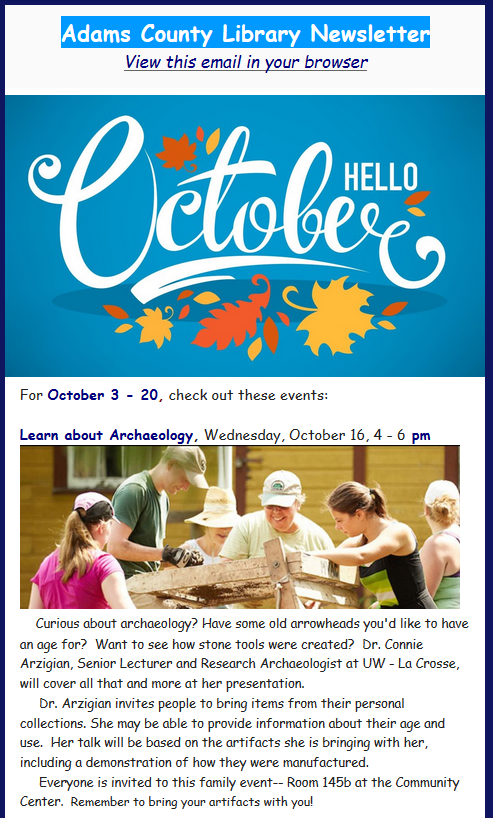 Adams County Library Newsletter
View this email in your browser
HELLO
October
For October 3 - 20, check out these events:
Learn about Archaeology, Wednesday, October 16, 4 - 6 pm
Curious about archaeology? Have some old arrowheads you'd like to have
an age for?  Want to see how stone tools were created?  Dr. Connie
Arzigian, Senior Lecturer and Research Archaeologist at UW - La Crosse,
will cover all that and more at her presentation.
Dr. Arzigian invites people to bring items from their personal
collections. She may be able to provide information about their age and
use.  Her talk will be based on the artifacts she is bringing with her,
including a demonstration of how they were manufactured.
Everyone is invited to this family event-- Room 145b at the Community
Center.  Remember to bring your artifacts with you!